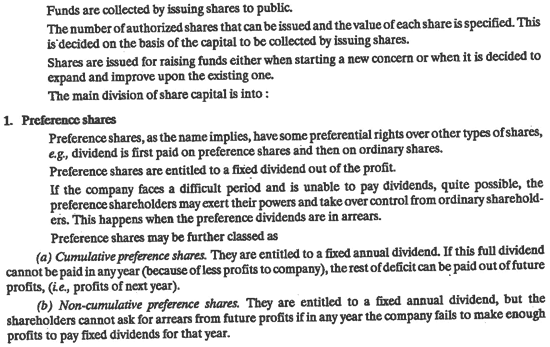 Funds are collected by issuing shares to public.
The number of authorized shares that can be issued and the value of each share is specified. This
is decided on the basis of the capital to be collected by issuing shares.
Shares are issued for raising funds either when starting a new concern or when it is decided to
expand and improve upon the existing one.
The main division of share capital is into :
1. Preference shares
Preference shares, as the name implies, have some preferential rights over other types of shares,
e.g., dividend is first paid on preference shares and then on ordinary shares.
Preference shares are entitled to a fixed dividend out of the profit.
If the company faces a difficult period and is unable to pay dividends, quite possible, the
preference shareholders may exert their powers and take over control from ordinary sharehold-
ers. This happens when the preference dividends are in arrears.
Preference shares may be further classed as
(a) Cumulative preference shares. They are entitled to a fixed annual dividend. If this full dividend
cannot be paid in any year (because of less profits to company), the rest of deficit can be paid out of future
profits, (i.e., profits of next year).
(b) Non-cumulative preference shares. They are entitled to a fixed annual dividend, but the
shareholders cannot ask for arrears from future profits if in any year the company fails to make enough
profits to pay fixed dividends for that year.